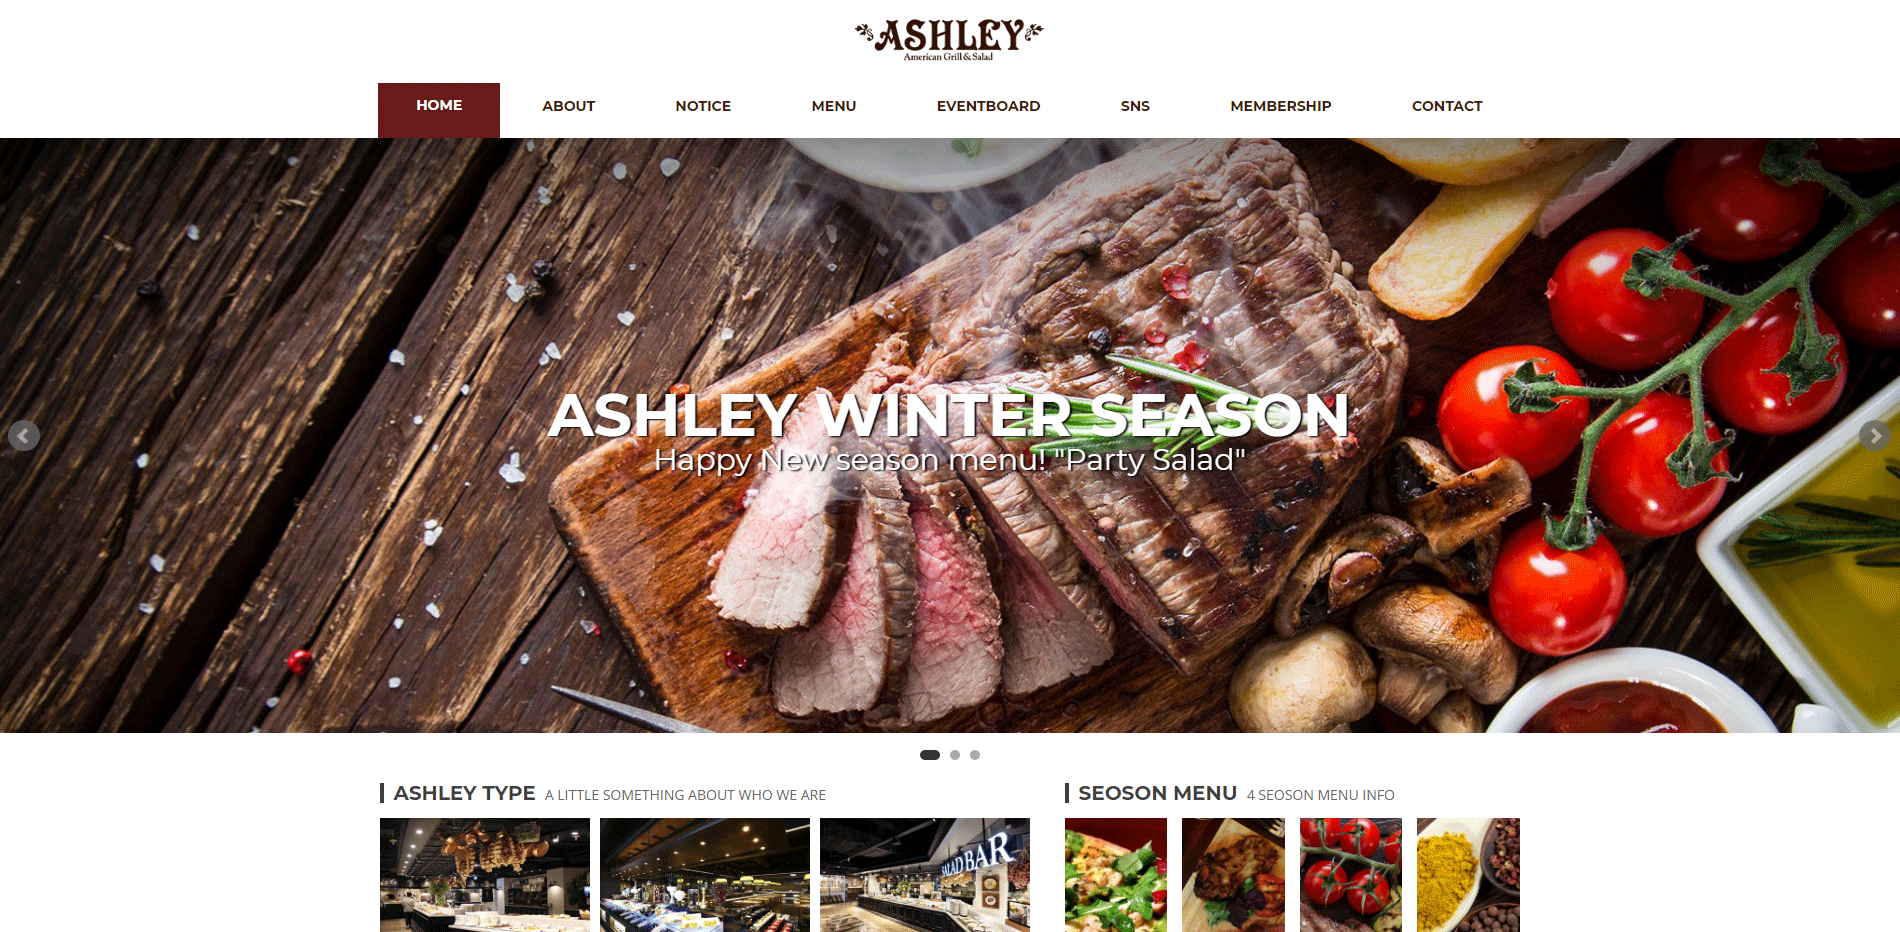 ASHLEY
American Grill & Salad
HOME
ABOUT
NOTICE
MENU
EVENTBOARD
SNS
MEMBERSHIP
CONTACT
ASHLEY WINTER SEASON
Happy New season menu! "Party Salad"
ASHLEY TYPE A LITTLE SOMETHING ABOUT WHO WE ARE
SEOSON MENU 4 SEOSON MENU INFO
SALAD BAR